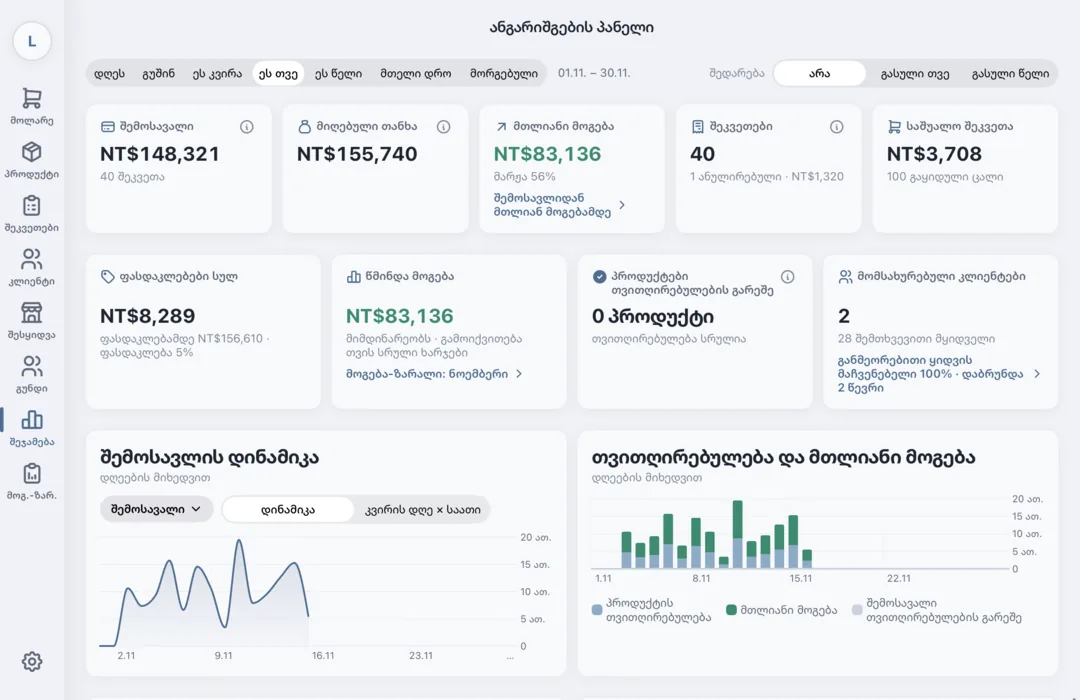 ანგარიშგების პანელი
L
დღეს გუშინ ეს კვირა ეს თვე ეს წელი მთელი დრო მორგებული 01.11. – 30.11. შედარება არა გასული თვე გასული წელი
მოლარე
პროდუქტი
შეკვეთები
კლიენტი
შესყიდვა
გუნდი
შეჯამება
მოგ.-ზარ.
შემოსავალი
NT$148,321
40 შეკვეთა
მიღებული თანხა
NT$155,740
მთლიანი მოგება
NT$83,136
მარჟა 56%
შემოსავლიდან
მთლიან მოგებამდე
შეკვეთები
40
1 ანულირებული · NT$1,320
საშუალო შეკვეთა
NT$3,708
100 გაყიდული ცალი
ფასდაკლებები სულ
NT$8,289
ფასდაკლებამდე NT$156,610 ·
ფასდაკლება 5%
წმინდა მოგება
NT$83,136
მიმდინარეობს · გამოიქვითება
თვის სრული ხარჯები
მოგება-ზარალი: ნოემბერი
პროდუქტები
თვითღირებულების გარეშე
0 პროდუქტი
თვითღირებულება სრულია
მომსახურებული კლიენტები
2
28 შემთხვევითი მყიდველი
განმეორებითი ყიდვის
მაჩვენებელი 100% · დაბრუნდა
2 წევრი
შემოსავლის დინამიკა
დღეების მიხედვით
შემოსავალი დინამიკა კვირის დღე × საათი
20 ათ.
15 ათ.
10 ათ.
5 ათ.
0
2.11 9.11 16.11 23.11 ...
თვითღირებულება და მთლიანი მოგება
დღეების მიხედვით
20 ათ.
15 ათ.
10 ათ.
5 ათ.
0
1.11 8.11 15.11 22.11
პროდუქტის
თვითღირებულება
მთლიანი მოგება
შემოსავალი
თვითღირებულების გარეშე